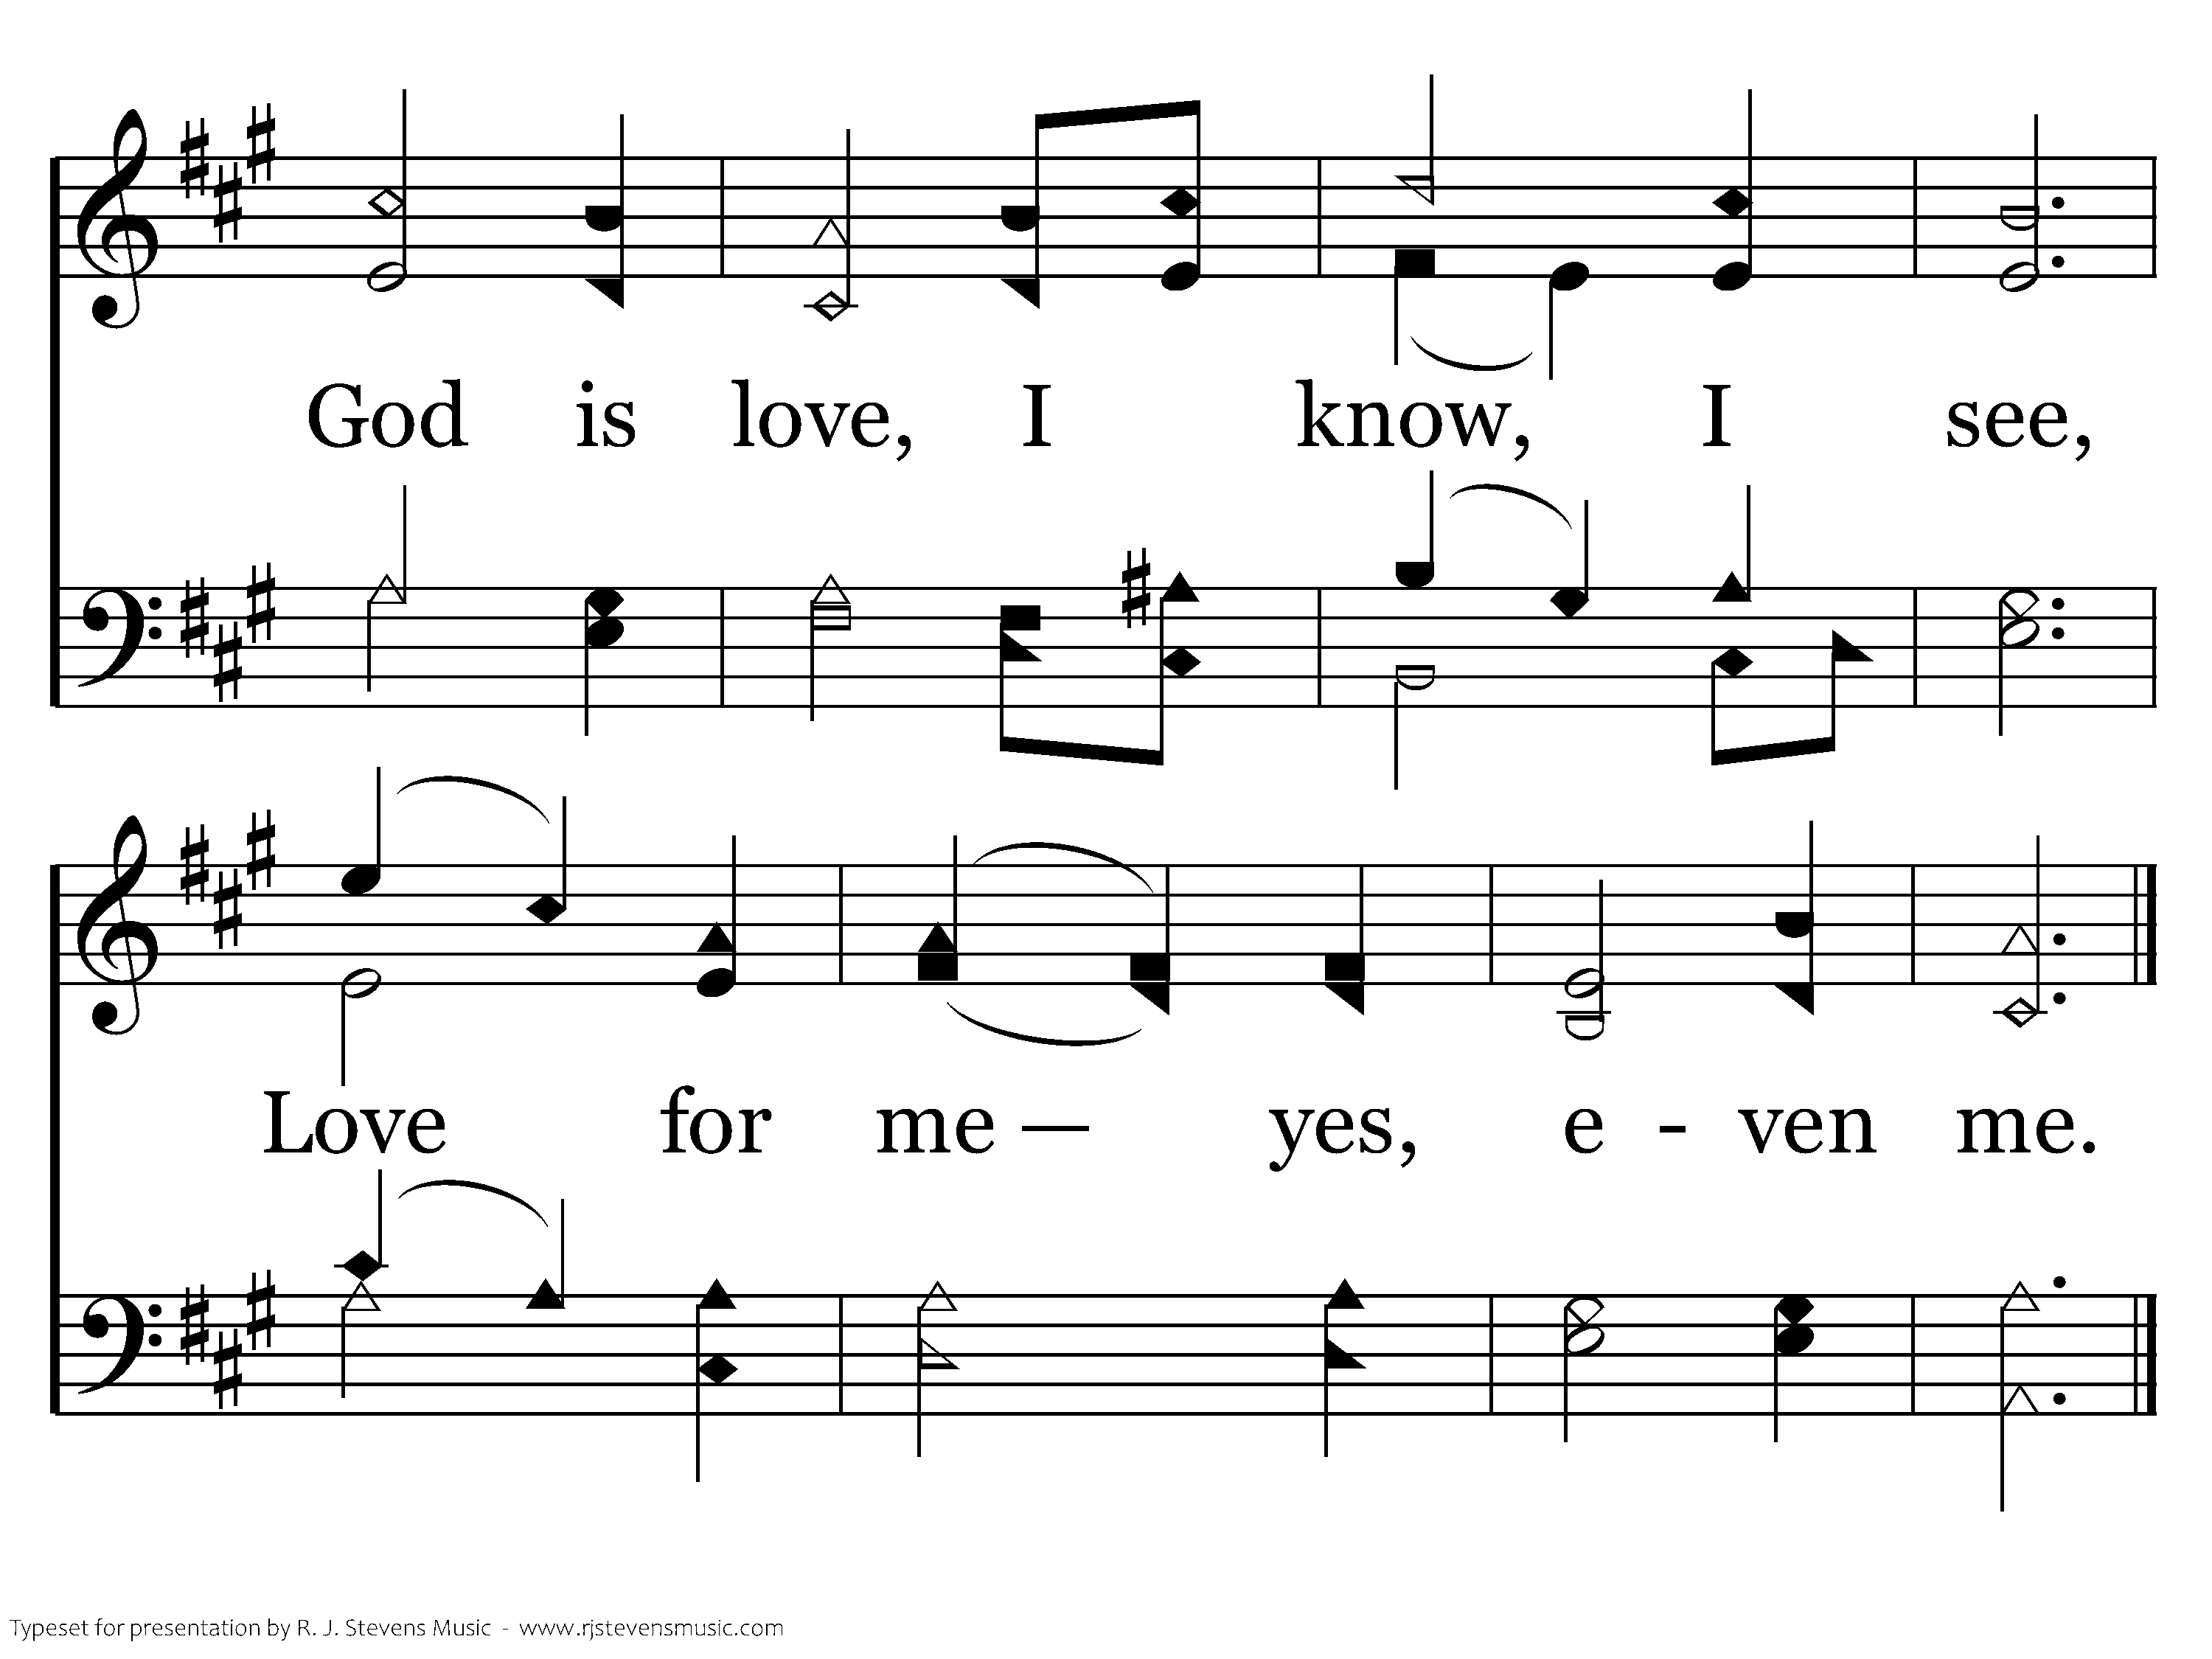 God is love, I know, I see,
Love for me — yes, e - ven me.
Typeset for presentation by R. J. Stevens Music - www.rjstevensmusic.com